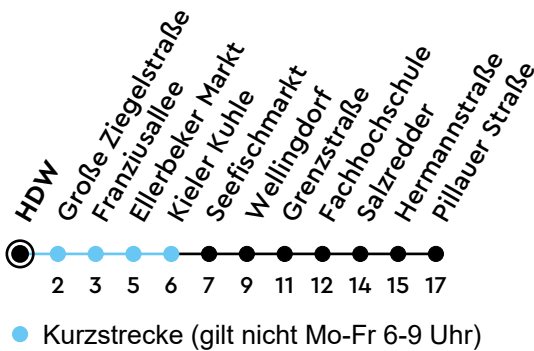 HDW
Große Ziegelstraße
Franziusallee
Ellerbeker Markt
Kieler Kuhle
Seefischmarkt
Wellingdorf
Grenzstraße
Fachhochschule
Salzredder
Hermannstraße
Pillauer Straße
2 3 5 6 7 9 11 12 14 15 17
Kurzstrecke (gilt nicht Mo-Fr 6-9 Uhr)